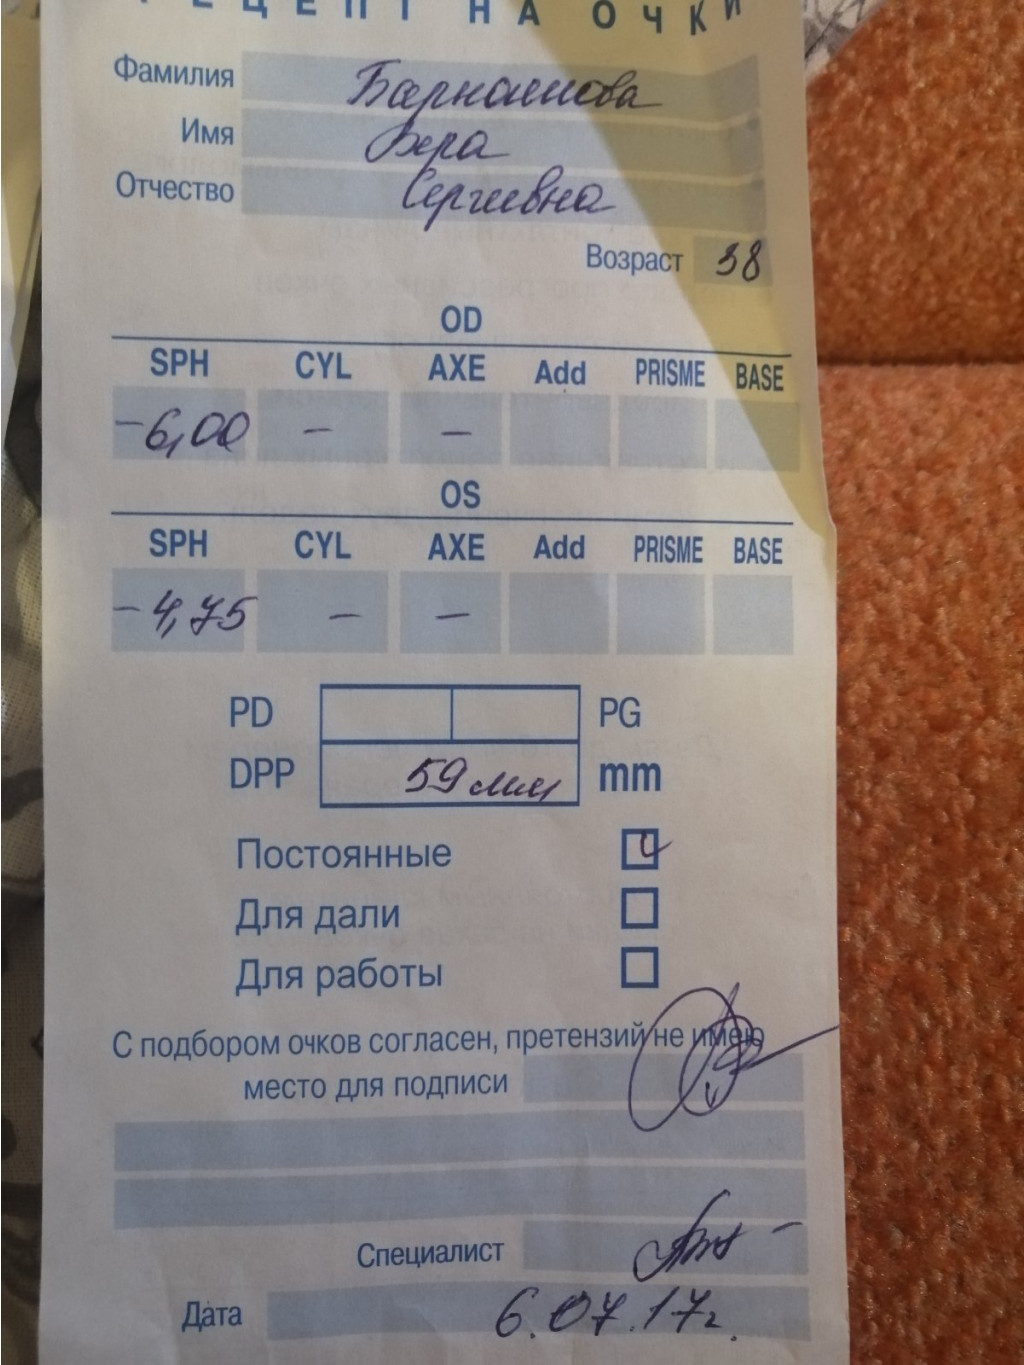 РЕЦЕПТ НА ОЧКИ
Фамилия Барнашова
Имя Вера
Отчество Сергеевна
Возраст 38
OD
SPH CYL AXE Add PRISME BASE
-6,00 - -
OS
SPH CYL AXE Add PRISME BASE
-4,75 - -
PD PG
DPP 59 мм mm
Постоянные
Для дали
Для работы
С подбором очков согласен, претензий не имею
место для подписи
Специалист
Дата 6.07.17г.